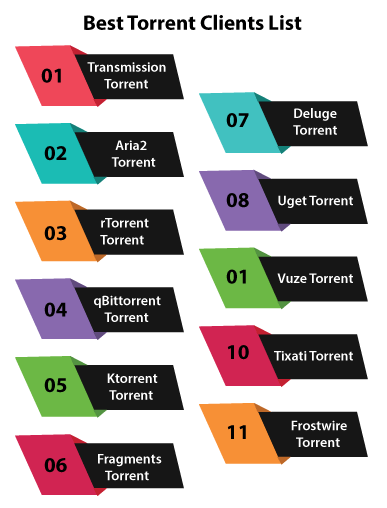 Best Torrent Clients List
01
Transmission
Torrent
02
Aria2
Torrent
03
rTorrent
Torrent
04
qBittorrent
Torrent
05
Ktorrent
Torrent
06
Fragments
Torrent
07
Deluge
Torrent
08
Uget Torrent
01
Vuze Torrent
10
Tixati Torrent
11
Frostwire
Torrent